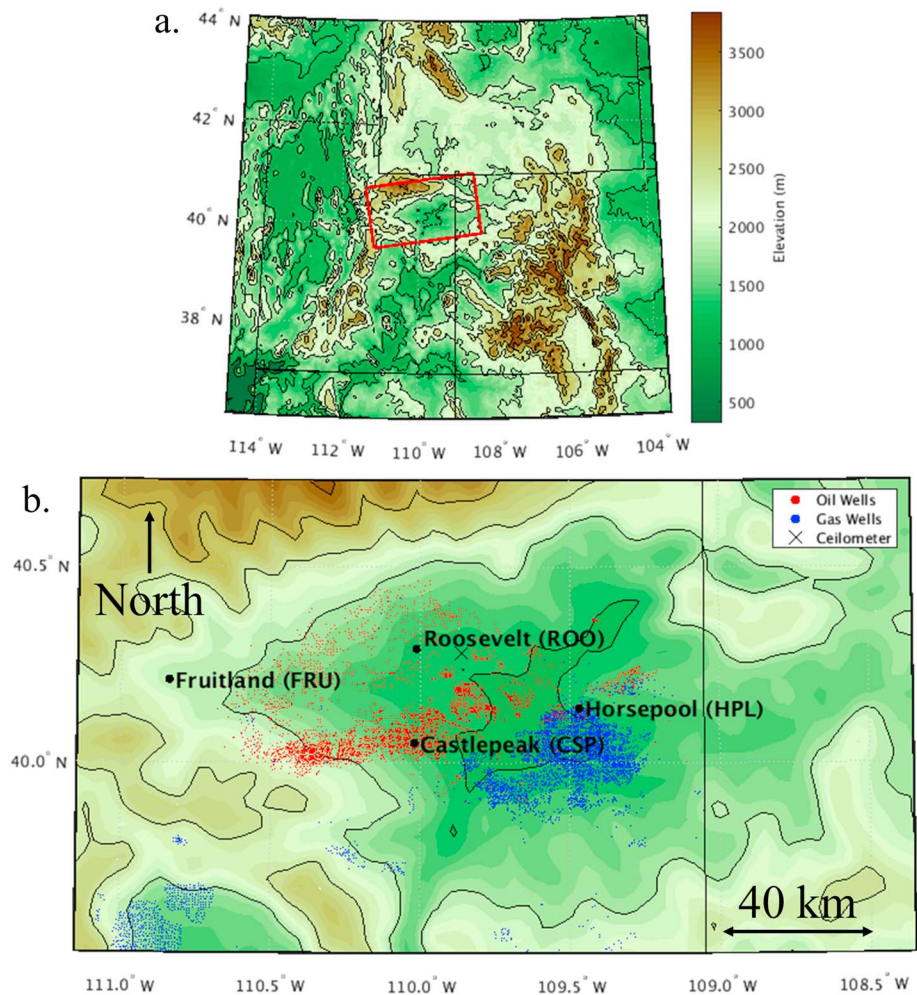 a.
44° N
42° N
40° N
38° N
114° W 112° W 110° W 108° W 106° W 104° W
3500
3000
2500
2000
1500
1000
500
Elevation (m)
b.
North
Oil Wells
Gas Wells
Ceilometer
40.5° N
Roosevelt (ROO)
Fruitland (FRU)
Horsepool (HPL)
Castlepeak (CSP)
40.0° N
40 km
111.0° W 110.5° W 110.0° W 109.5° W 109.0° W 108.5° W